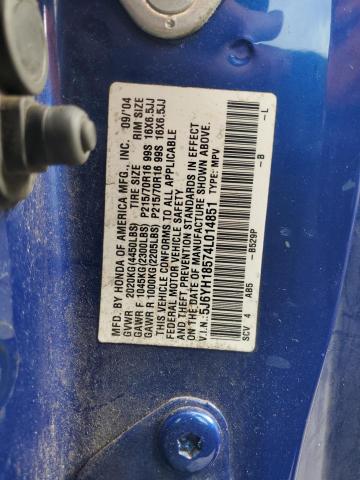 MFD. BY HONDA OF AMERICA MFG., INC. 09/'04
GVWR 2020KG(4450LBS) TIRE SIZE RIM SIZE
GAWR F 1045KG(2300LBS) P215/70R16 99S 16X6.5JJ
GAWR R 1000KG(2205LBS) P215/70R16 99S 16X6.5JJ
THIS VEHICLE CONFORMS TO ALL APPLICABLE
FEDERAL MOTOR VEHICLE SAFETY
AND THEFT PREVENTION STANDARDS IN EFFECT
ON THE DATE OF MANUFACTURE SHOWN ABOVE.
V.I.N.: 5J6YH18574L014851 TYPE: MPV
SCV 4 AB5 -B529P -B -L